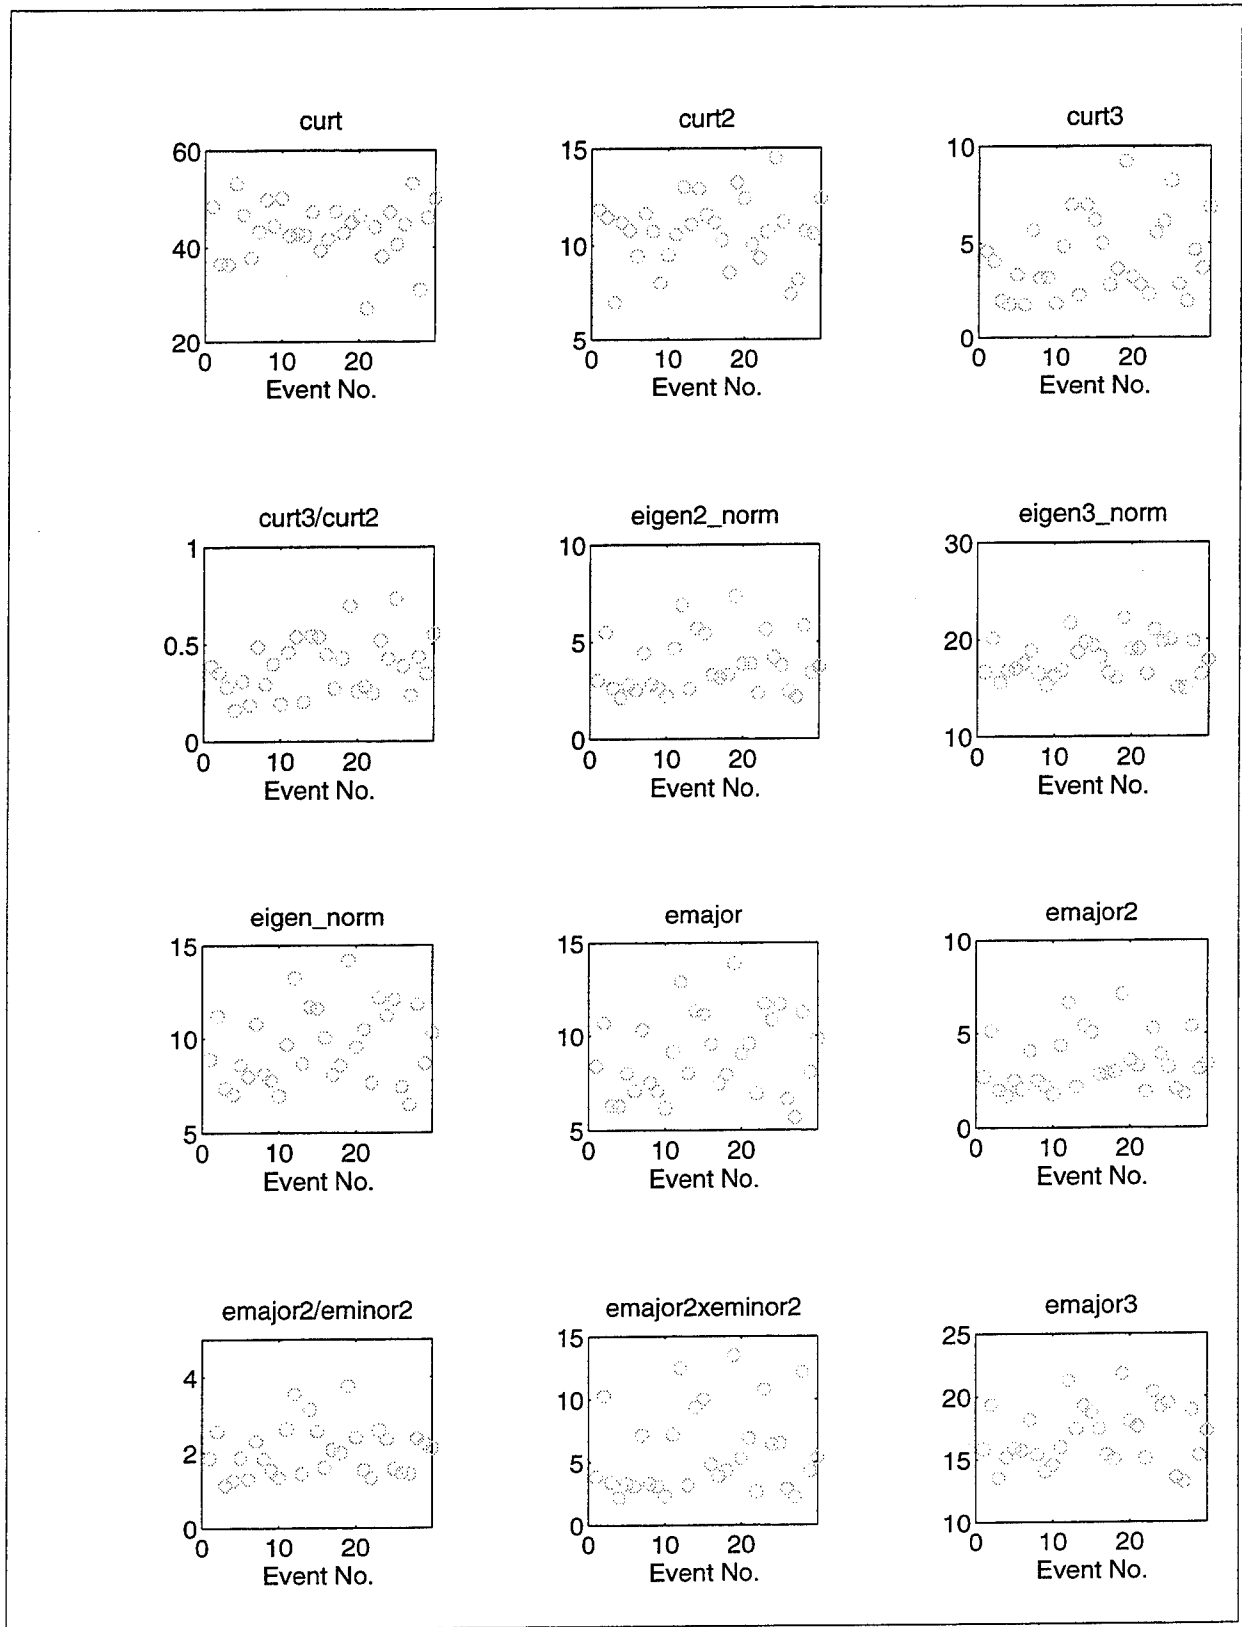 curt curt2 curt3
60 15 10
40 10 5
20 5 0
0 10 20 0 10 20 0 10 20
Event No. Event No. Event No.
curt3/curt2 eigen2_norm eigen3_norm
1 10 30
0.5 5 20
0 0 10
0 10 20 0 10 20 0 10 20
Event No. Event No. Event No.
eigen_norm emajor emajor2
15 15 10
10 10 5
5 5 0
0 10 20 0 10 20 0 10 20
Event No. Event No. Event No.
emajor2/eminor2 emajor2xeminor2 emajor3
15 25
4 10 20
2 5 15
0 0 10
0 10 20 0 10 20 0 10 20
Event No. Event No. Event No.